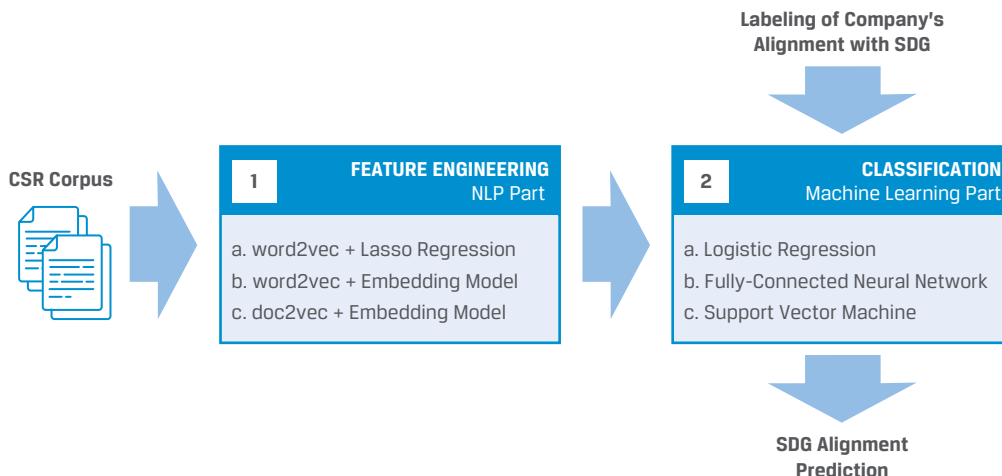 Labeling of Company's
Alignment with SDG
CSR Corpus
1
FEATURE ENGINEERING
NLP Part
a. word2vec + Lasso Regression
b. word2vec + Embedding Model
c. doc2vec + Embedding Model
2
CLASSIFICATION
Machine Learning Part
a. Logistic Regression
b. Fully-Connected Neural Network
c. Support Vector Machine
SDG Alignment
Prediction